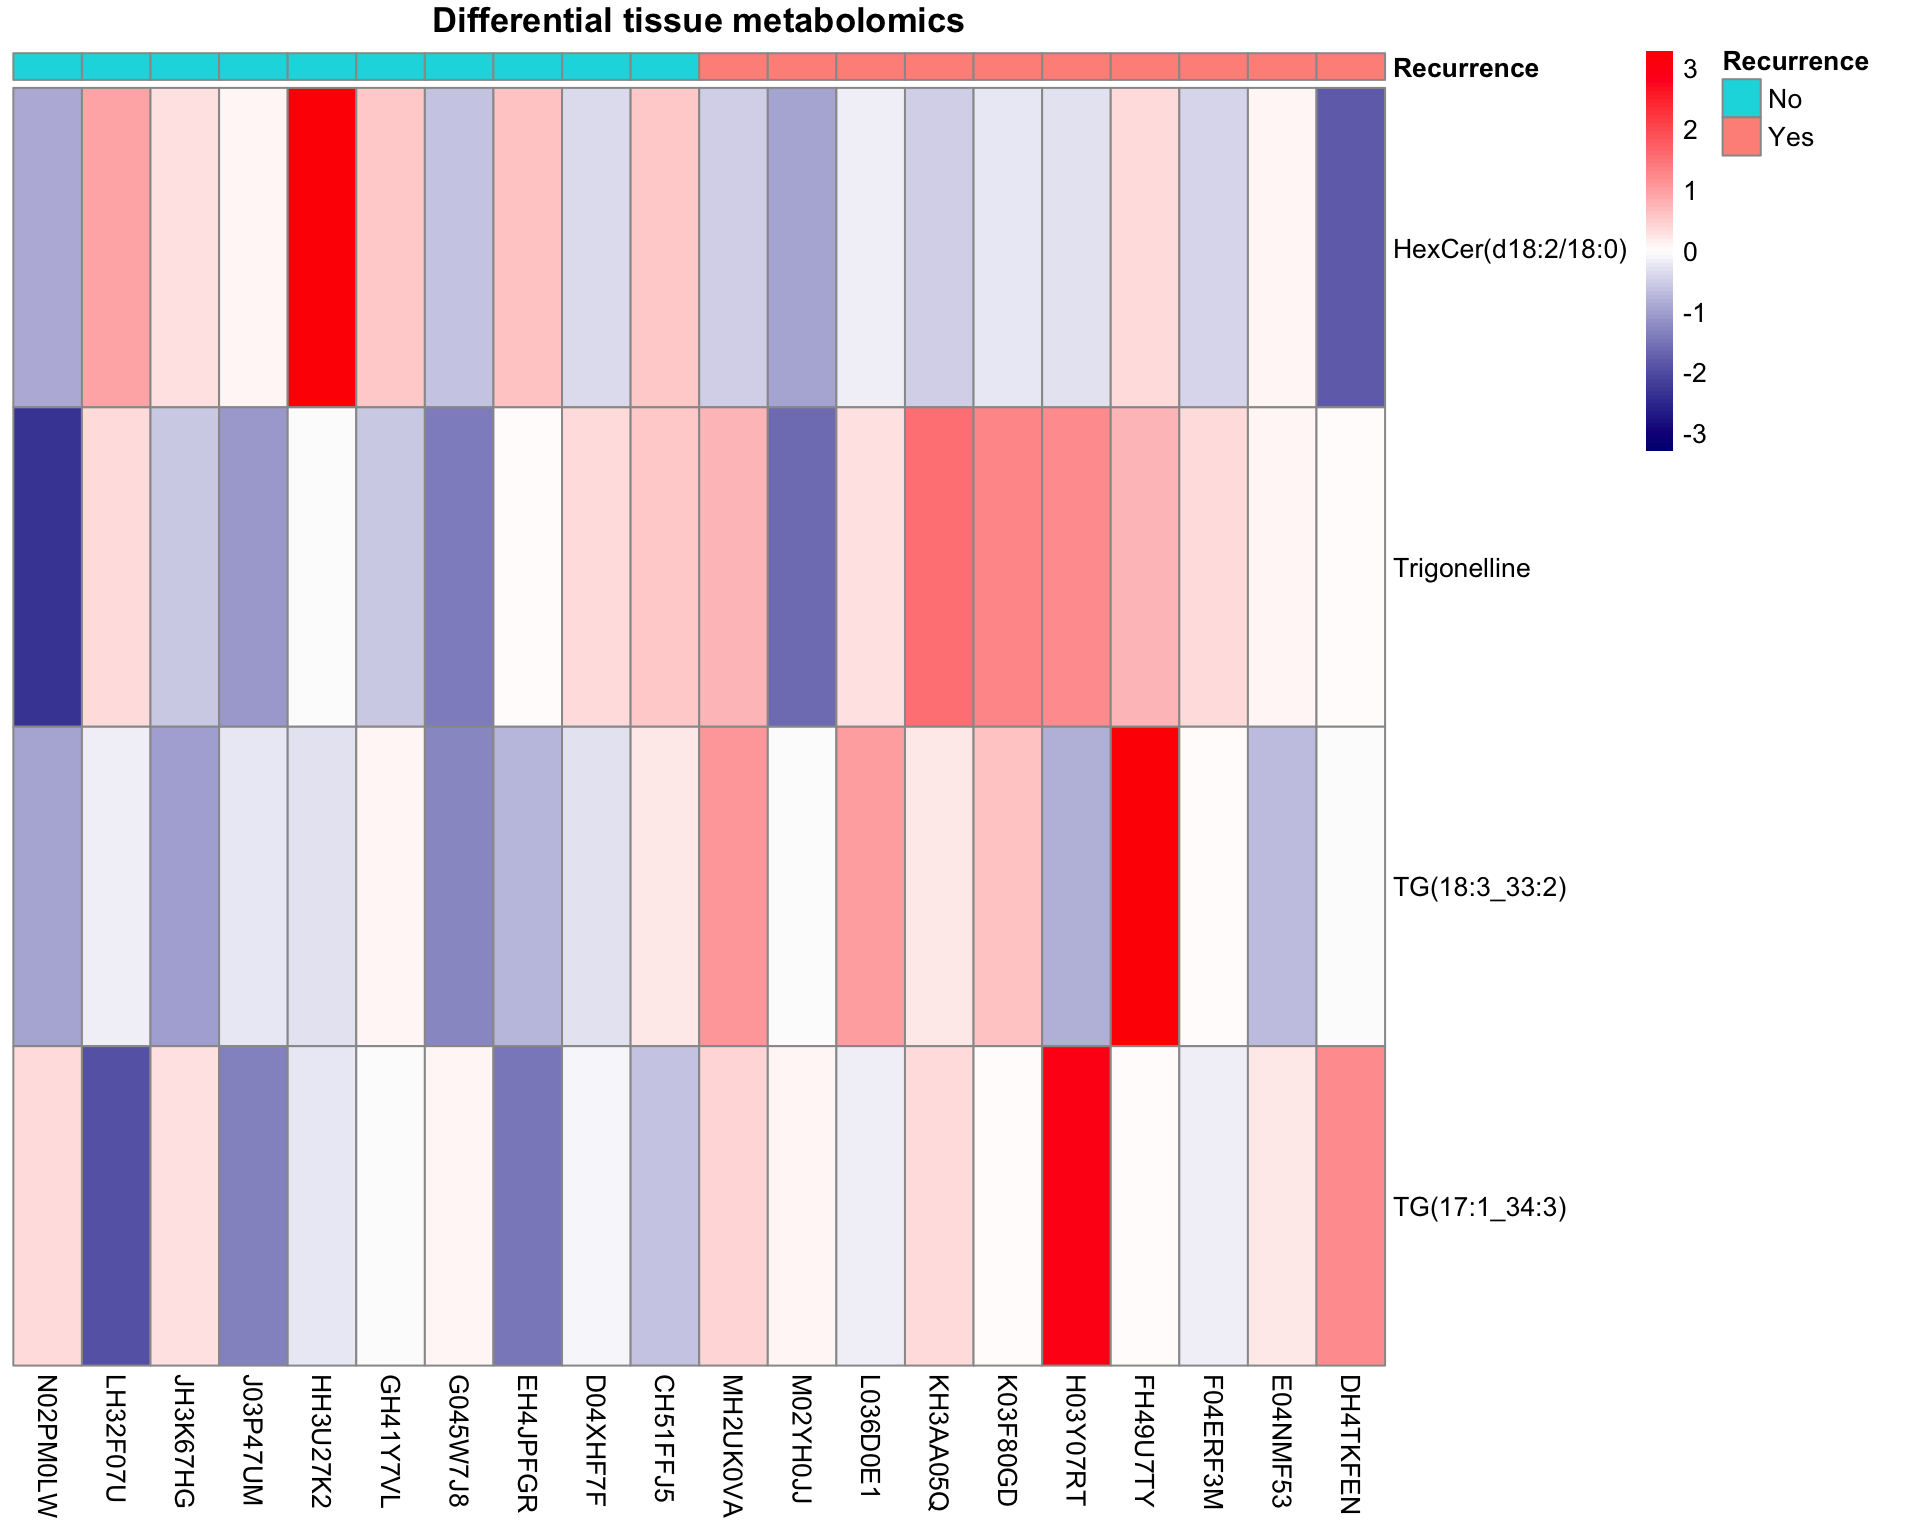 Differential tissue metabolomics
Recurrence
HexCer(d18:2/18:0)
Trigonelline
TG(18:3_33:2)
TG(17:1_34:3)
3
2
1
0
-1
-2
-3
Recurrence
No
Yes
N02PM0LW
LH32F07U
JH3K67HG
J03P47UM
HH3U27K2
GH41Y7VL
G045W7J8
EH4JPFGR
D04XHF7F
CH51FFJ5
MH2UK0VA
M02YH0JJ
L036D0E1
KH3AA05Q
K03F80GD
H03Y07RT
FH49U7TY
F04ERF3M
E04NMF53
DH4TKFEN